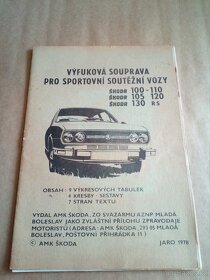 VÝFUKOVÁ SOUPRAVA
PRO SPORTOVNÍ SOUTĚŽNÍ VOZY
ŠKODA 100-110
ŠKODA 105 120
ŠKODA 130 RS
OBSAH: 9 VÝKRESOVÝCH TABULEK
4 KRESBY-SESTAVY
7 STRAN TEXTU
VYDAL AMK ŠKODA, ZO SVAZARMU AZNP MLADÁ
BOLESLAV JAKO ZVLÁŠTNÍ PŘÍLOHU ZPRAVODAJE
MOTORISTU (ADRESA: AMK ŠKODA, 293 05 MLADÁ
BOLESLAV, POŠTOVNÍ PŘIHRÁDKA 11)
© AMK ŠKODA JARO 1978